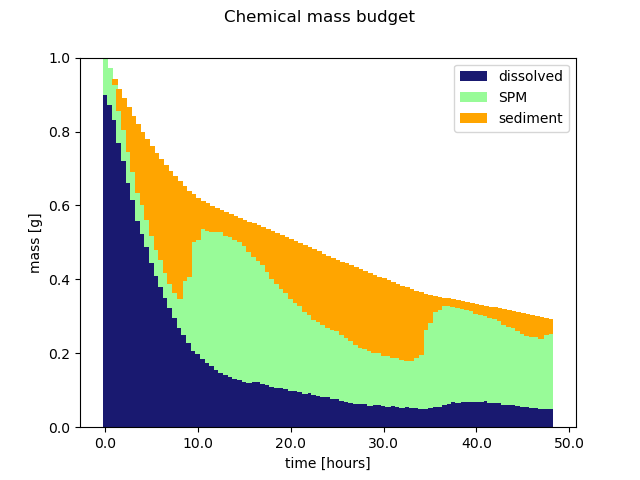 Chemical mass budget
1.0
0.8
0.6
0.4
0.2
0.0
mass [g]
dissolved
SPM
sediment
0.0 10.0 20.0 30.0 40.0 50.0
time [hours]